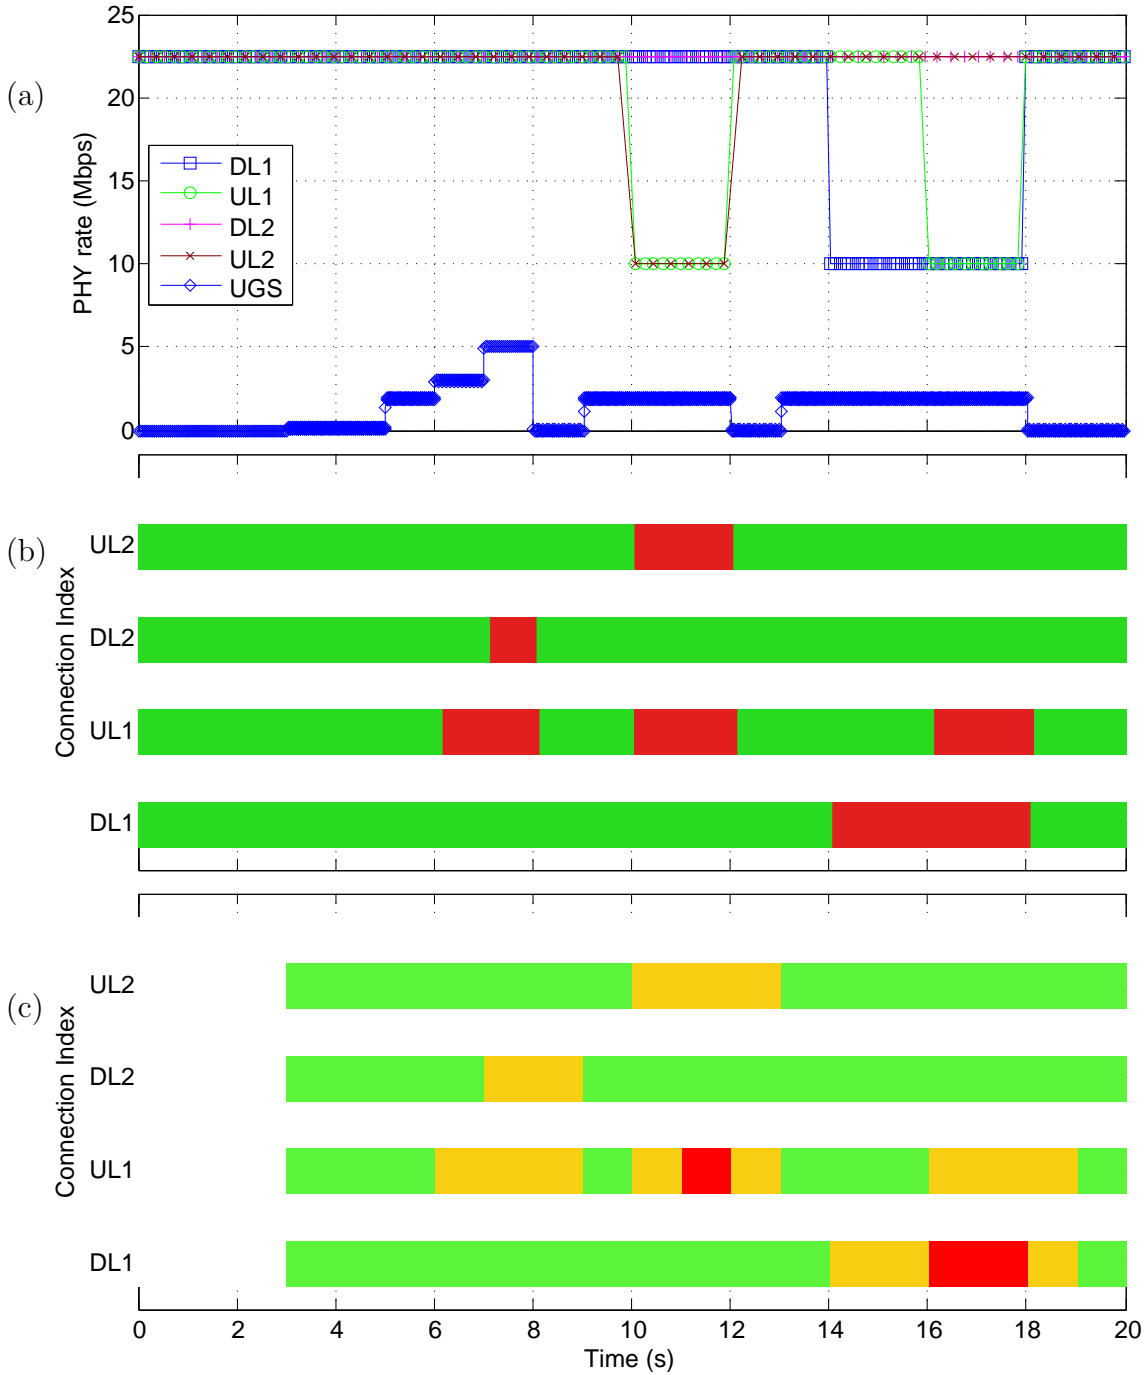 25
20
15
10
5
0
(a)
PHY rate (Mbps)
DL1
UL1
DL2
UL2
UGS
(b)
Connection Index
UL2
DL2
UL1
DL1
(c)
Connection Index
UL2
DL2
UL1
DL1
0 2 4 6 8 10 12 14 16 18 20
Time (s)